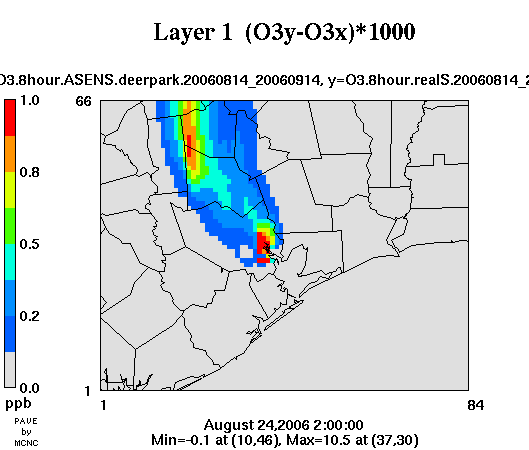 Layer 1 (O3y-O3x)*1000
O3.8hour.ASENS.deerpark.20060814_20060914, y=O3.8hour.realS.20060814_2
1.0
0.8
0.5
0.2
0.0
ppb
PAVE
by
MCNC
66
1
1 84
August 24,2006 2:00:00
Min=-0.1 at (10,46), Max=10.5 at (37,30)